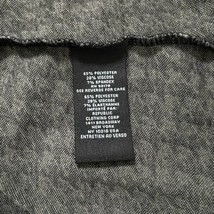 65% POLYESTER
28% VISCOSE
7% SPANDEX
RN 99170
SEE REVERSE FOR CARE
65% POLYESTER
28% VISCOSE
7% ÉLASTHANNE
IMPORTÉ PAR:
REPUBLIC
CLOTHING CORP
1411 BROADWAY
NEW YORK
NY 10018 USA
ENTRETIEN AU VERSO